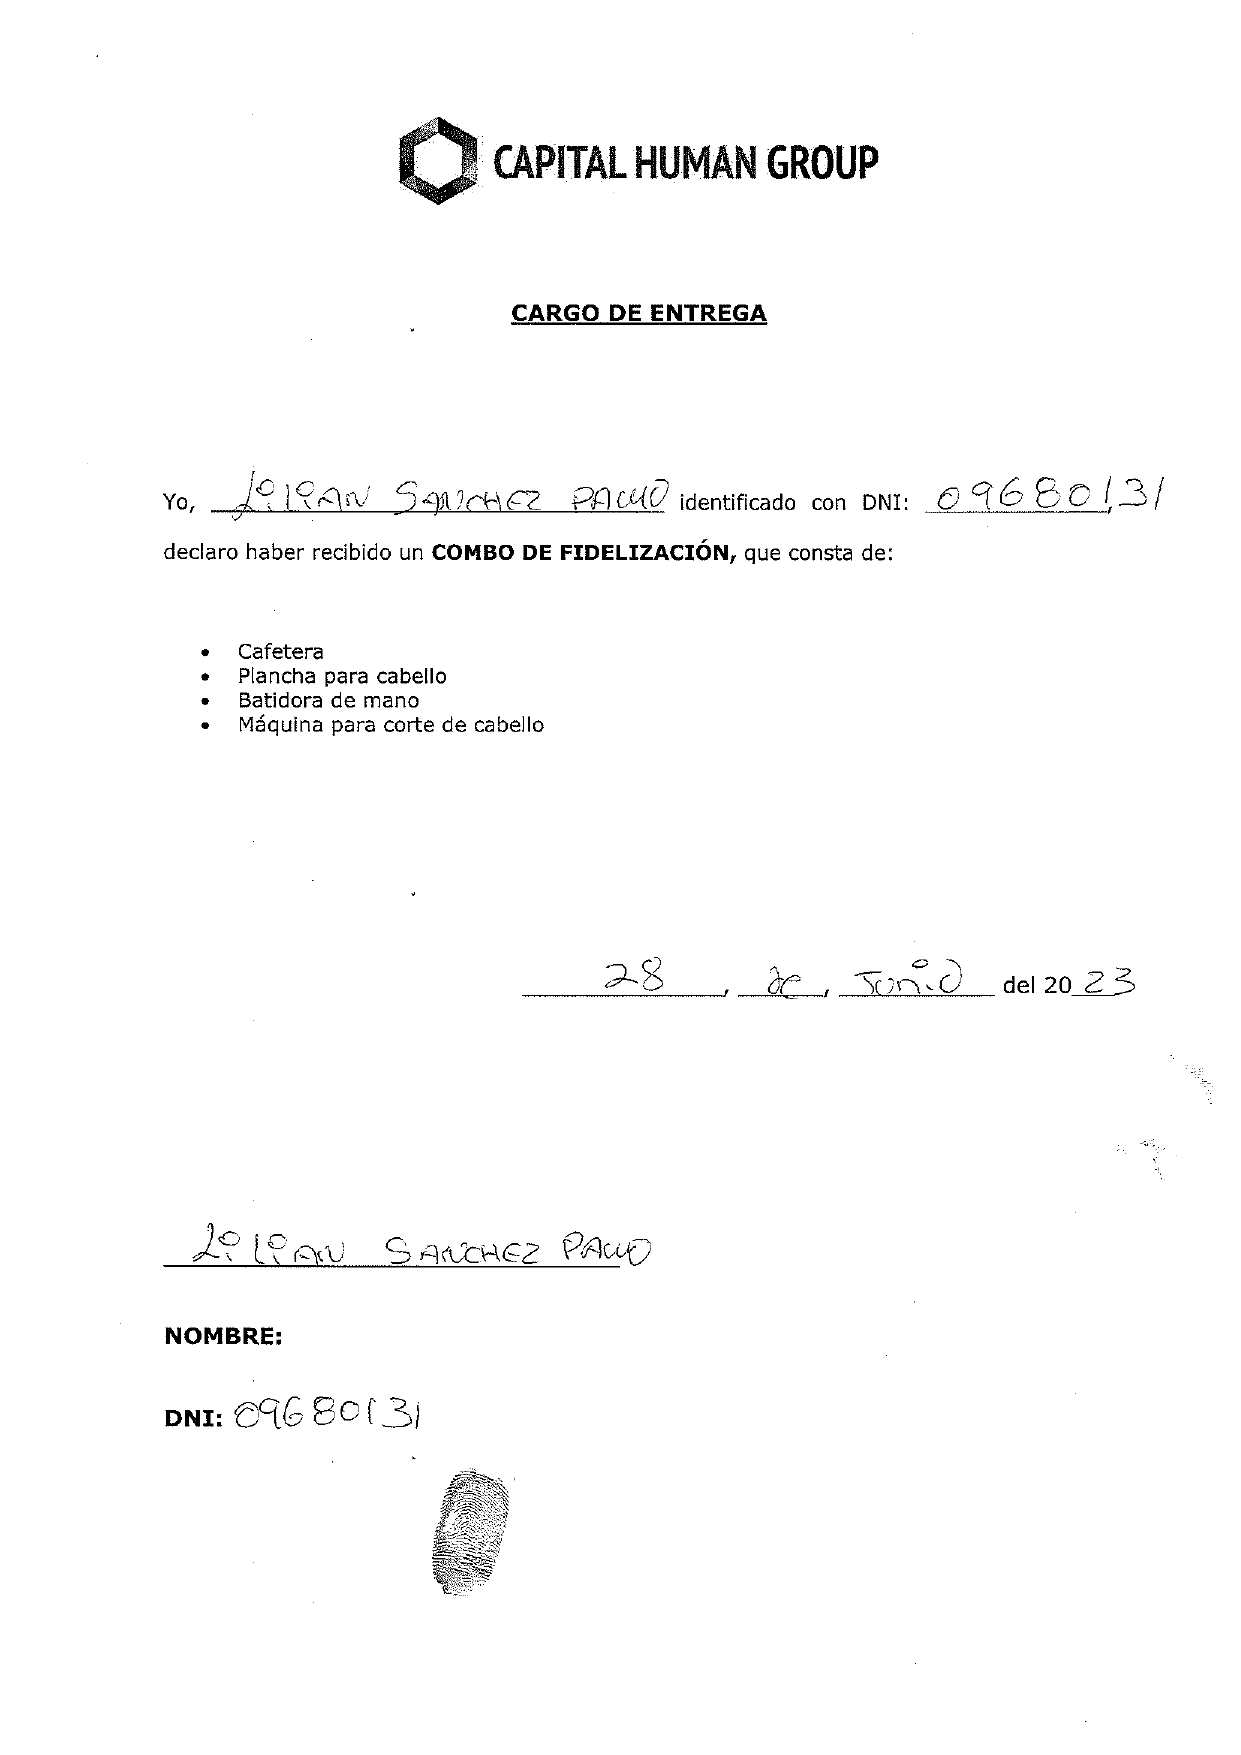 CAPITAL HUMAN GROUP
CARGO DE ENTREGA
Yo, LILIAN SANCHEZ identificado con DNI: 09680131
declaro haber recibido un COMBO DE FIDELIZACIÓN, que consta de:
• Cafetera
• Plancha para cabello
• Batidora de mano
• Máquina para corte de cabello
28, de, Junio del 2023
LILIAN SANCHEZ
NOMBRE:
DNI: 09680131